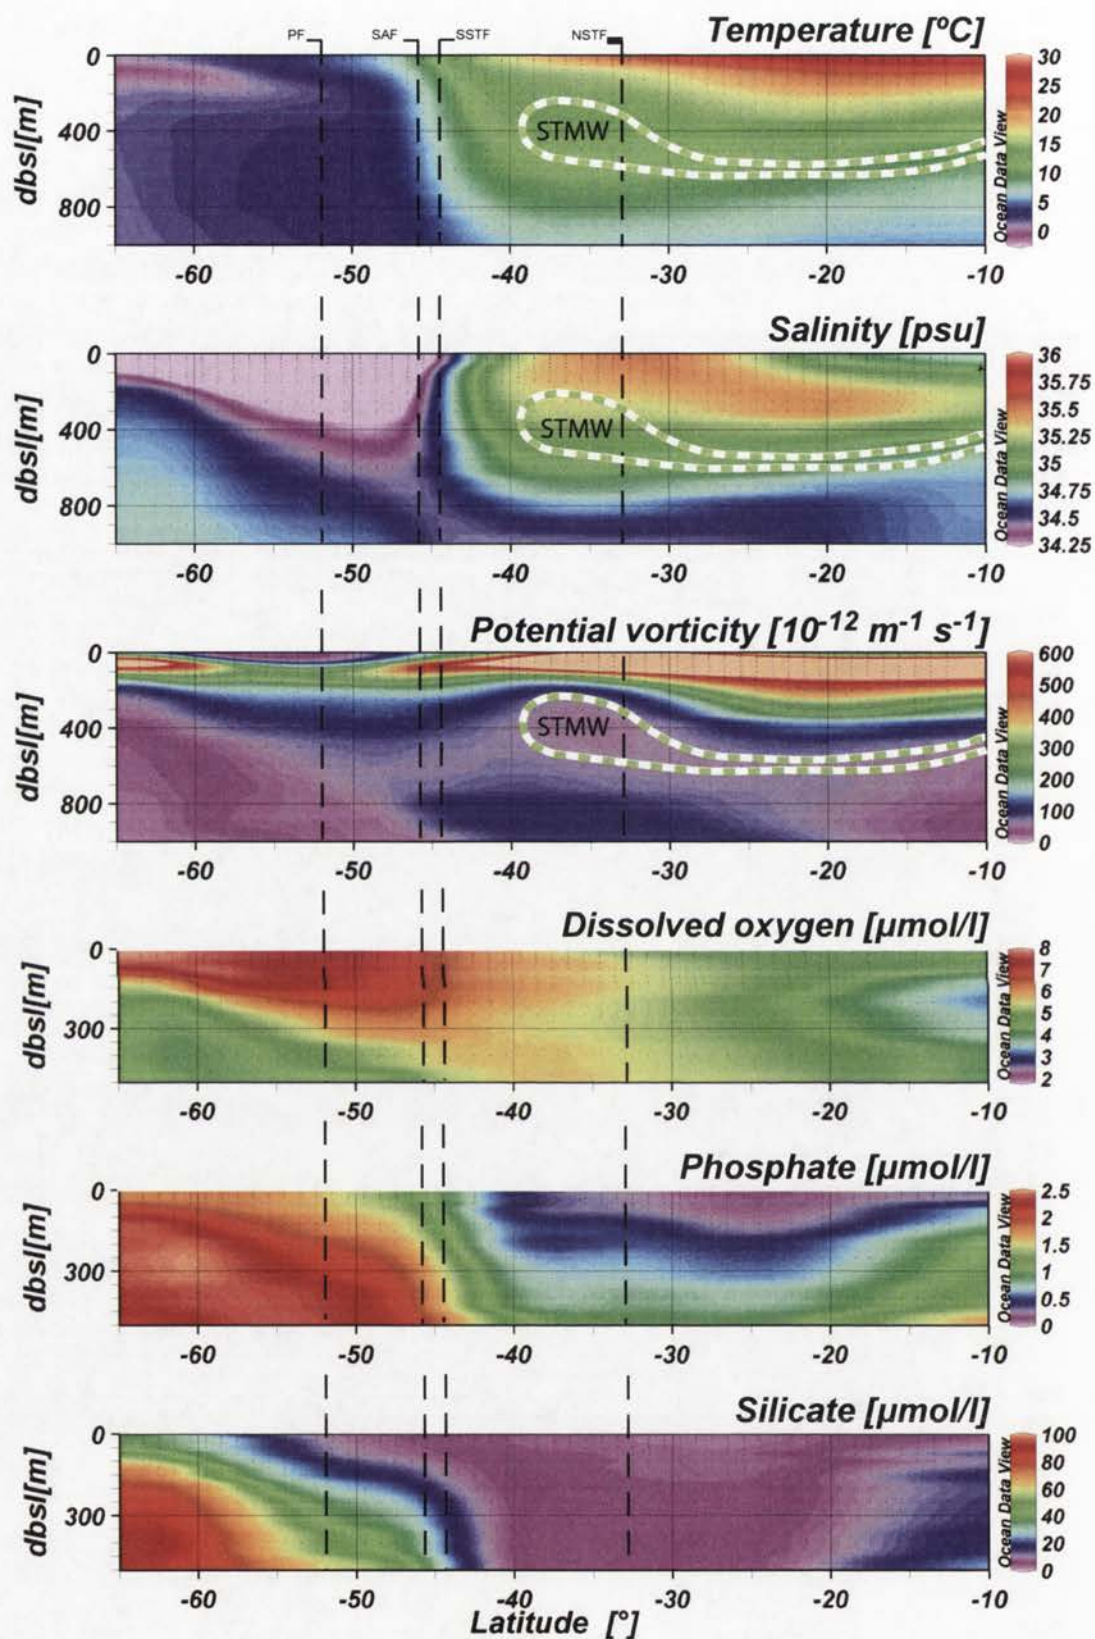 PF SAF SSTF NSTF Temperature [ºC]
0 30
25
dbsl[m] 400 STMW Ocean Data View 20
15
10
800 5
0
-60 -50 -40 -30 -20 -10
Salinity [psu]
0 36
35.75
35.5
dbsl[m] 400 STMW Ocean Data View 35.25
35
34.75
800 34.5
34.25
-60 -50 -40 -30 -20 -10
Potential vorticity [10-12 m-1 s-1]
0 600
500
dbsl[m] 400 STMW Ocean Data View 400
300
200
800 100
0
-60 -50 -40 -30 -20 -10
Dissolved oxygen [µmol/l]
0 8
7
6
dbsl[m] 300 Ocean Data View 5
4
3
2
-60 -50 -40 -30 -20 -10
Phosphate [µmol/l]
0 2.5
2
dbsl[m] 300 Ocean Data View 1.5
1
0.5
0
-60 -50 -40 -30 -20 -10
Silicate [µmol/l]
0 100
80
dbsl[m] 300 Ocean Data View 60
40
20
0
-60 -50 -40 -30 -20 -10
Latitude [°]